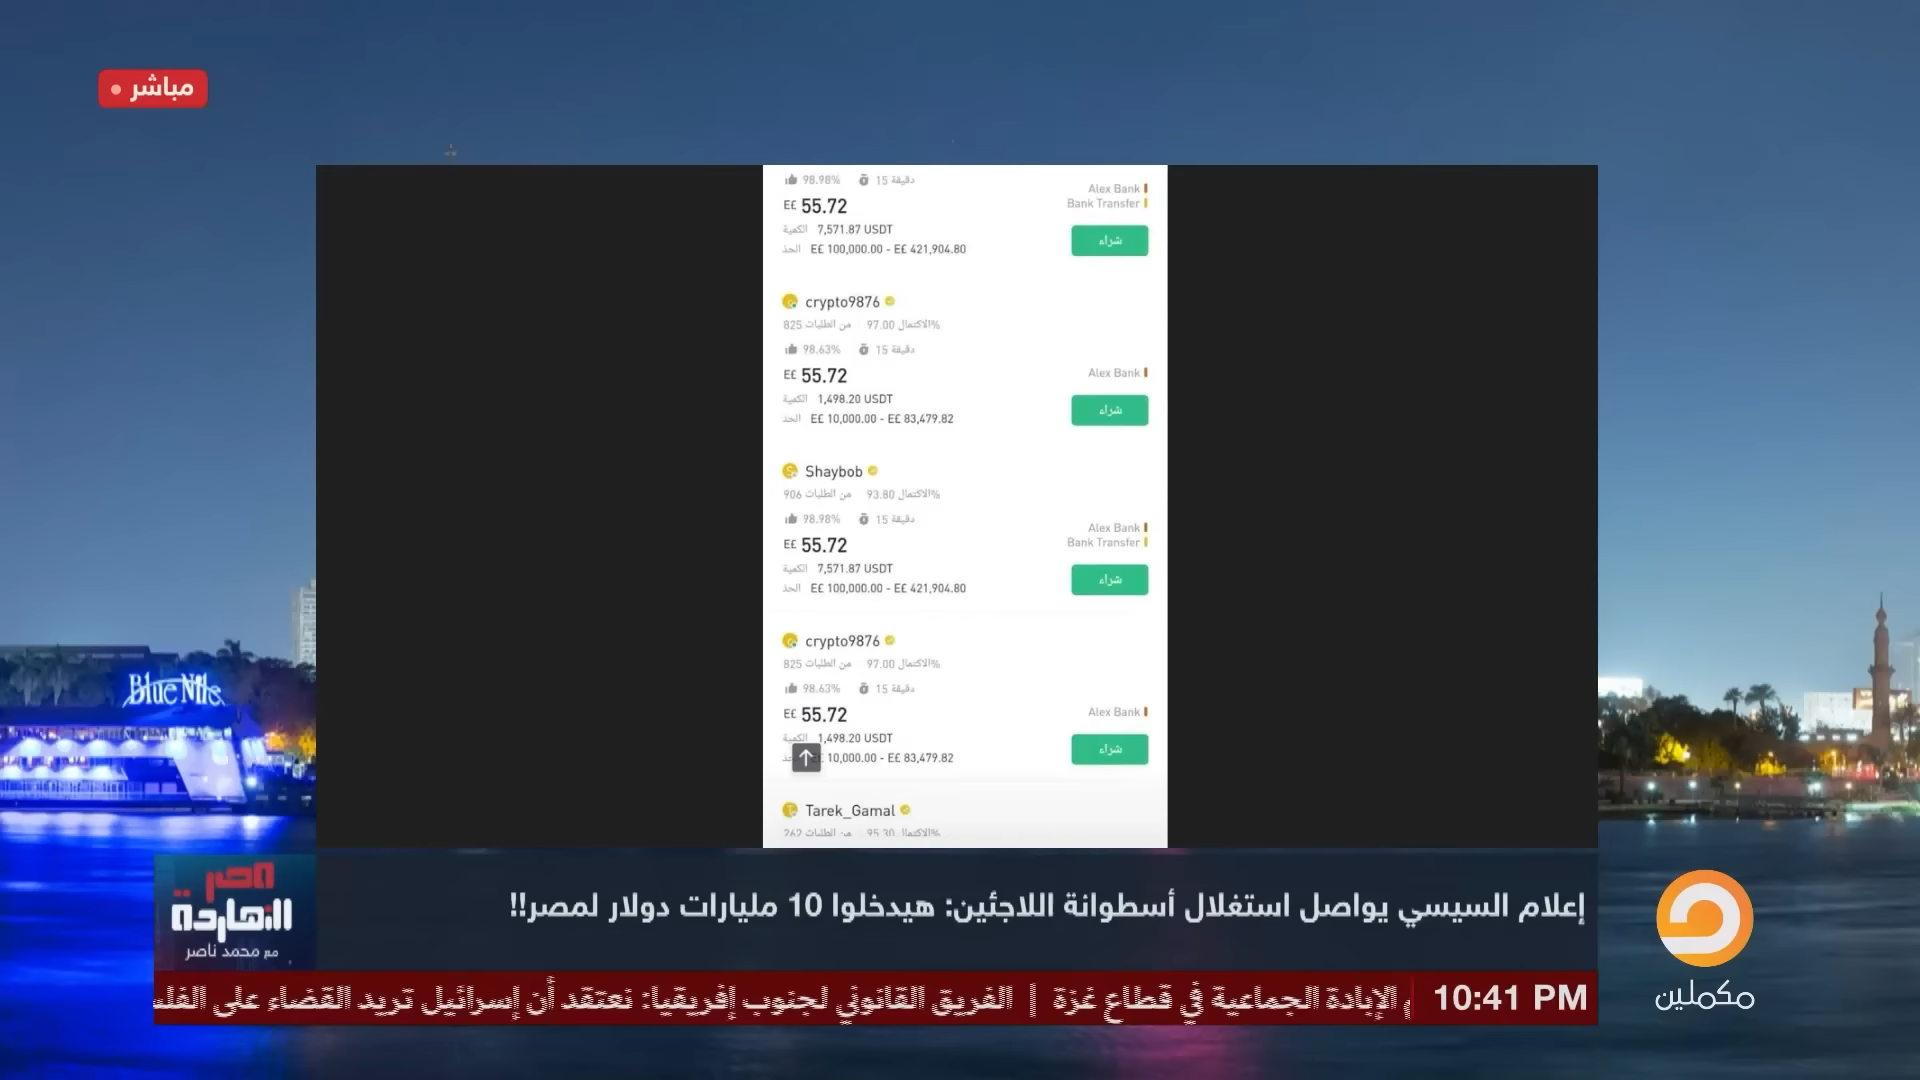 مباشر
98.98% 15 دقيقة
Alex Bank
E£ 55.72
Bank Transfer
الكمية 7,571.87 USDT
شراء
الحد E£ 100,000.00 - E£ 421,904.80
crypto9876
825 من الطلبات 97.00 الاكتمال%
98.63% 15 دقيقة
E£ 55.72
Alex Bank
الكمية 1,498.20 USDT
شراء
الحد E£ 10,000.00 - E£ 83,479.82
Shaybob
906 من الطلبات 93.80 الاكتمال%
98.98% 15 دقيقة
Alex Bank
E£ 55.72
Bank Transfer
الكمية 7,571.87 USDT
شراء
الحد E£ 100,000.00 - E£ 421,904.80
crypto9876
825 من الطلبات 97.00 الاكتمال%
98.63% 15 دقيقة
E£ 55.72
Alex Bank
الكمية 1,498.20 USDT
شراء
10,000.00 - E£ 83,479.82
Tarek_Gamal
262 من الطلبات 95.30 الاكتمال%
Blue Nile
مصر
النهاردة
مع محمد ناصر
إعلام السيسي يواصل استغلال أسطوانة اللاجئين: هيدخلوا 10 مليارات دولار لمصر!!
10:41 PM
الإبادة الجماعية في قطاع غزة | الفريق القانوني لجنوب إفريقيا: نعتقد أن إسرائيل تريد القضاء على
مكملين